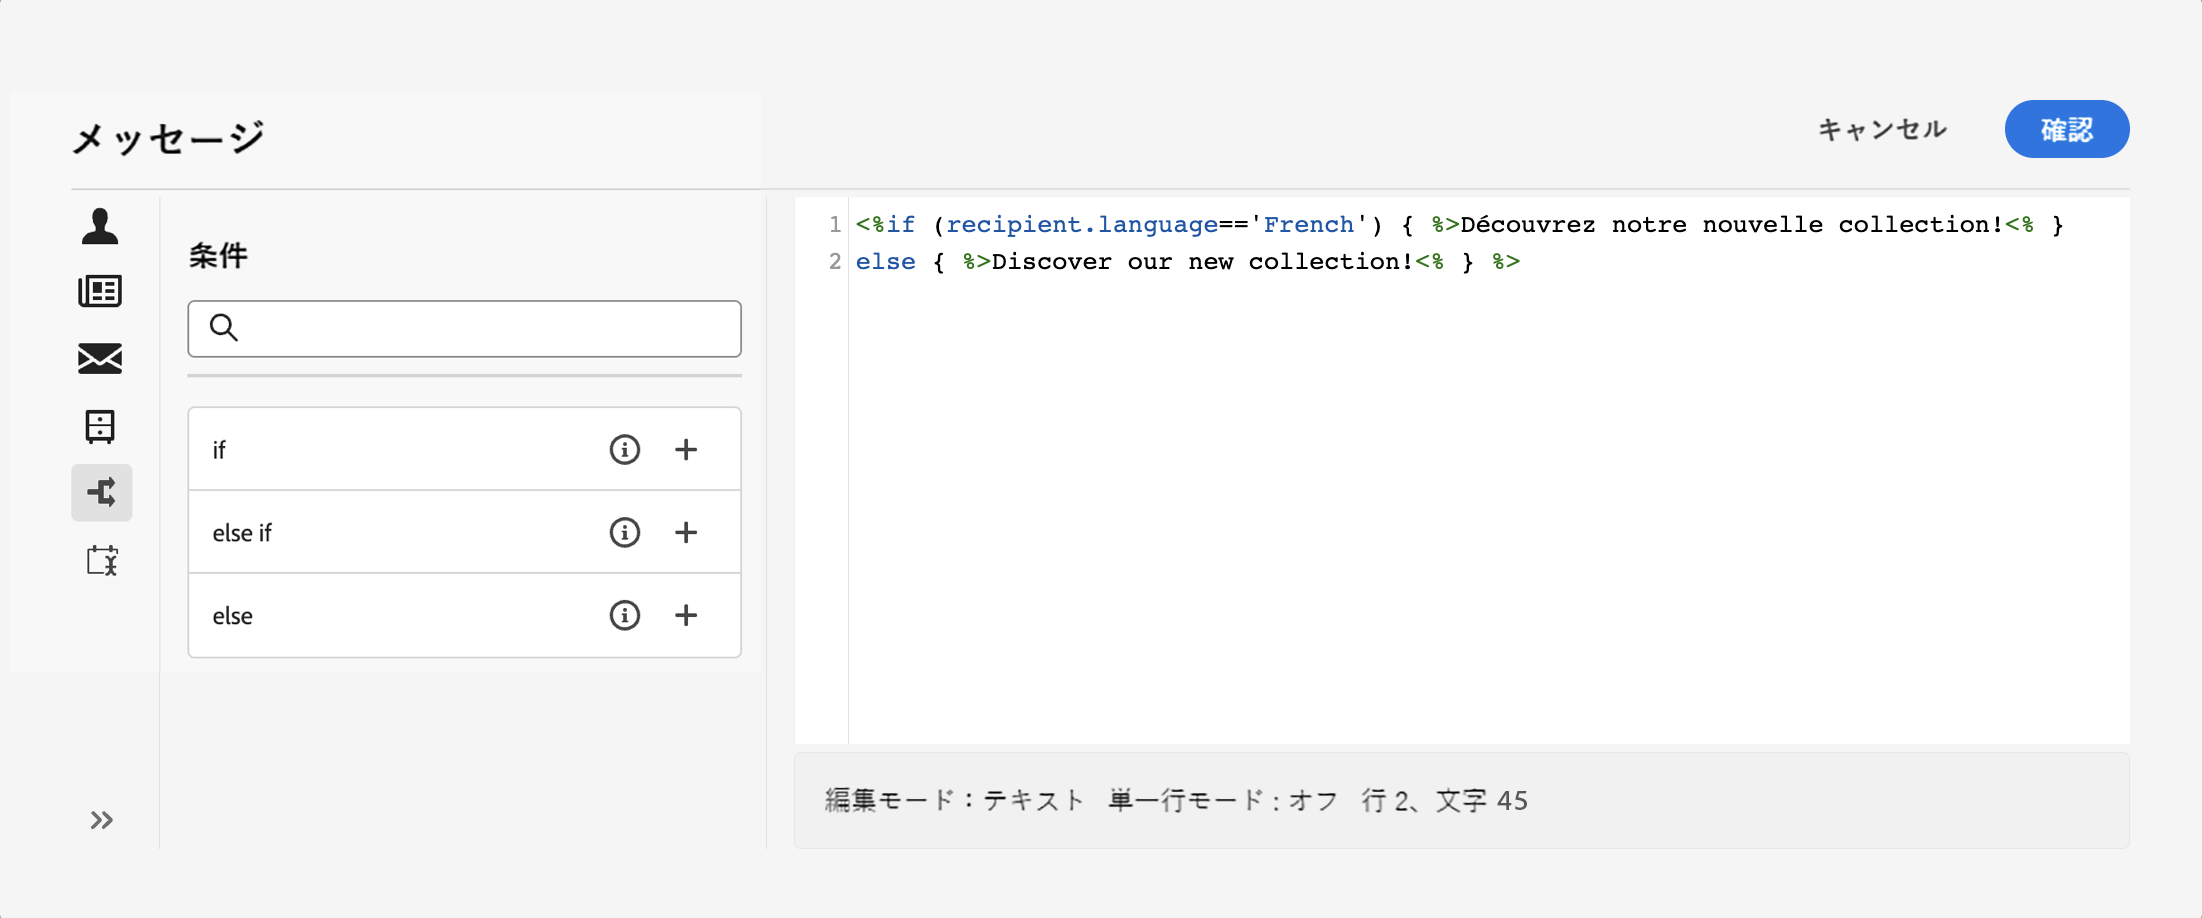 メッセージ
キャンセル
確認
条件
if
else if
else
1 <%if (recipient.language=='French') { %>Découvrez notre nouvelle collection!<% }
2 else { %>Discover our new collection!<% } %>
編集モード：テキスト 単一行モード : オフ 行 2、文字 45